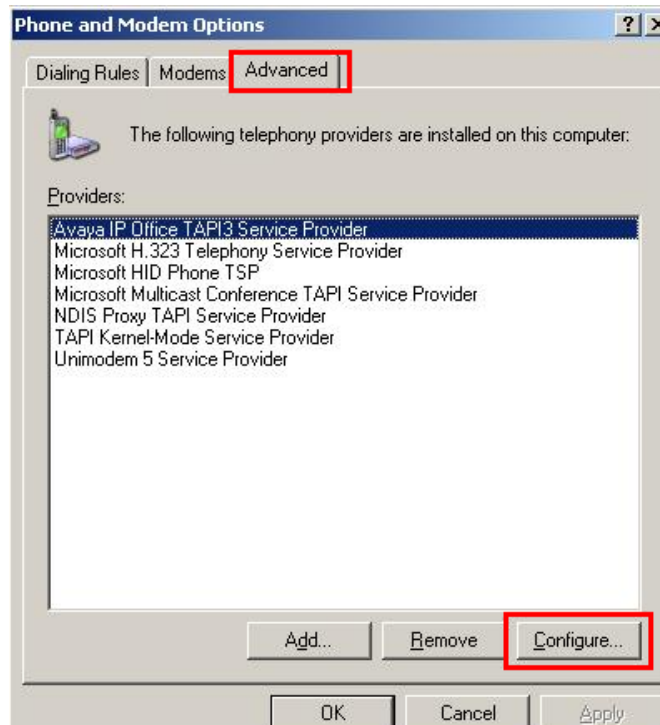 Phone and Modem Options
Dialing Rules Modems Advanced
The following telephony providers are installed on this computer:
Providers:
Avaya IP Office TAPI3 Service Provider
Microsoft H.323 Telephony Service Provider
Microsoft HID Phone TSP
Microsoft Multicast Conference TAPI Service Provider
NDIS Proxy TAPI Service Provider
TAPI Kernel-Mode Service Provider
Unimodem 5 Service Provider
Add... Remove Configure...
OK Cancel Apply